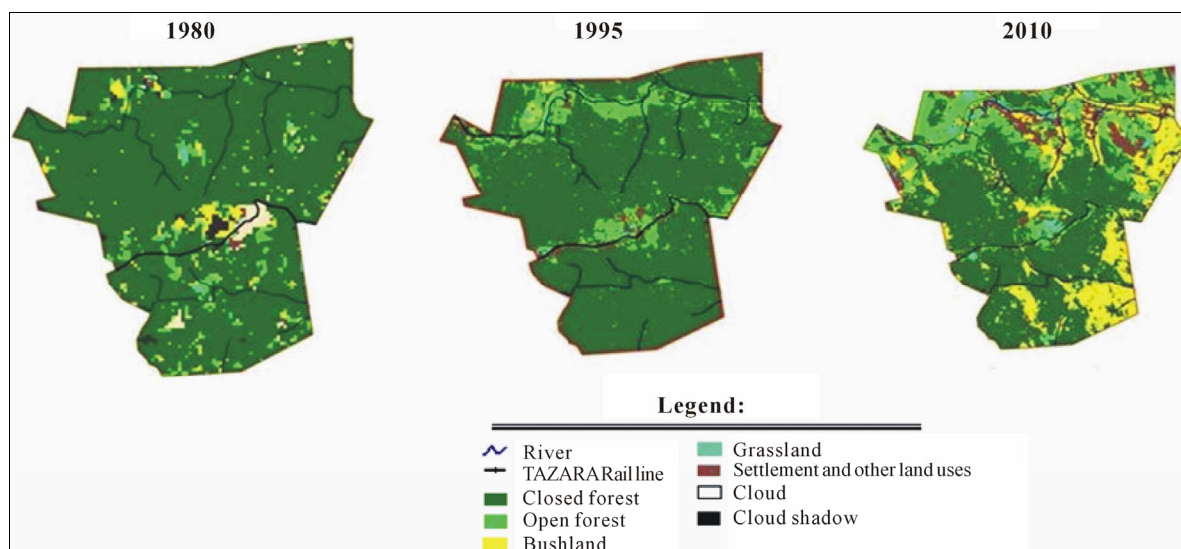 1980
1995
2010
Legend:
River
TAZARA Rail line
Closed forest
Open forest
Bushland
Grassland
Settlement and other land uses
Cloud
Cloud shadow